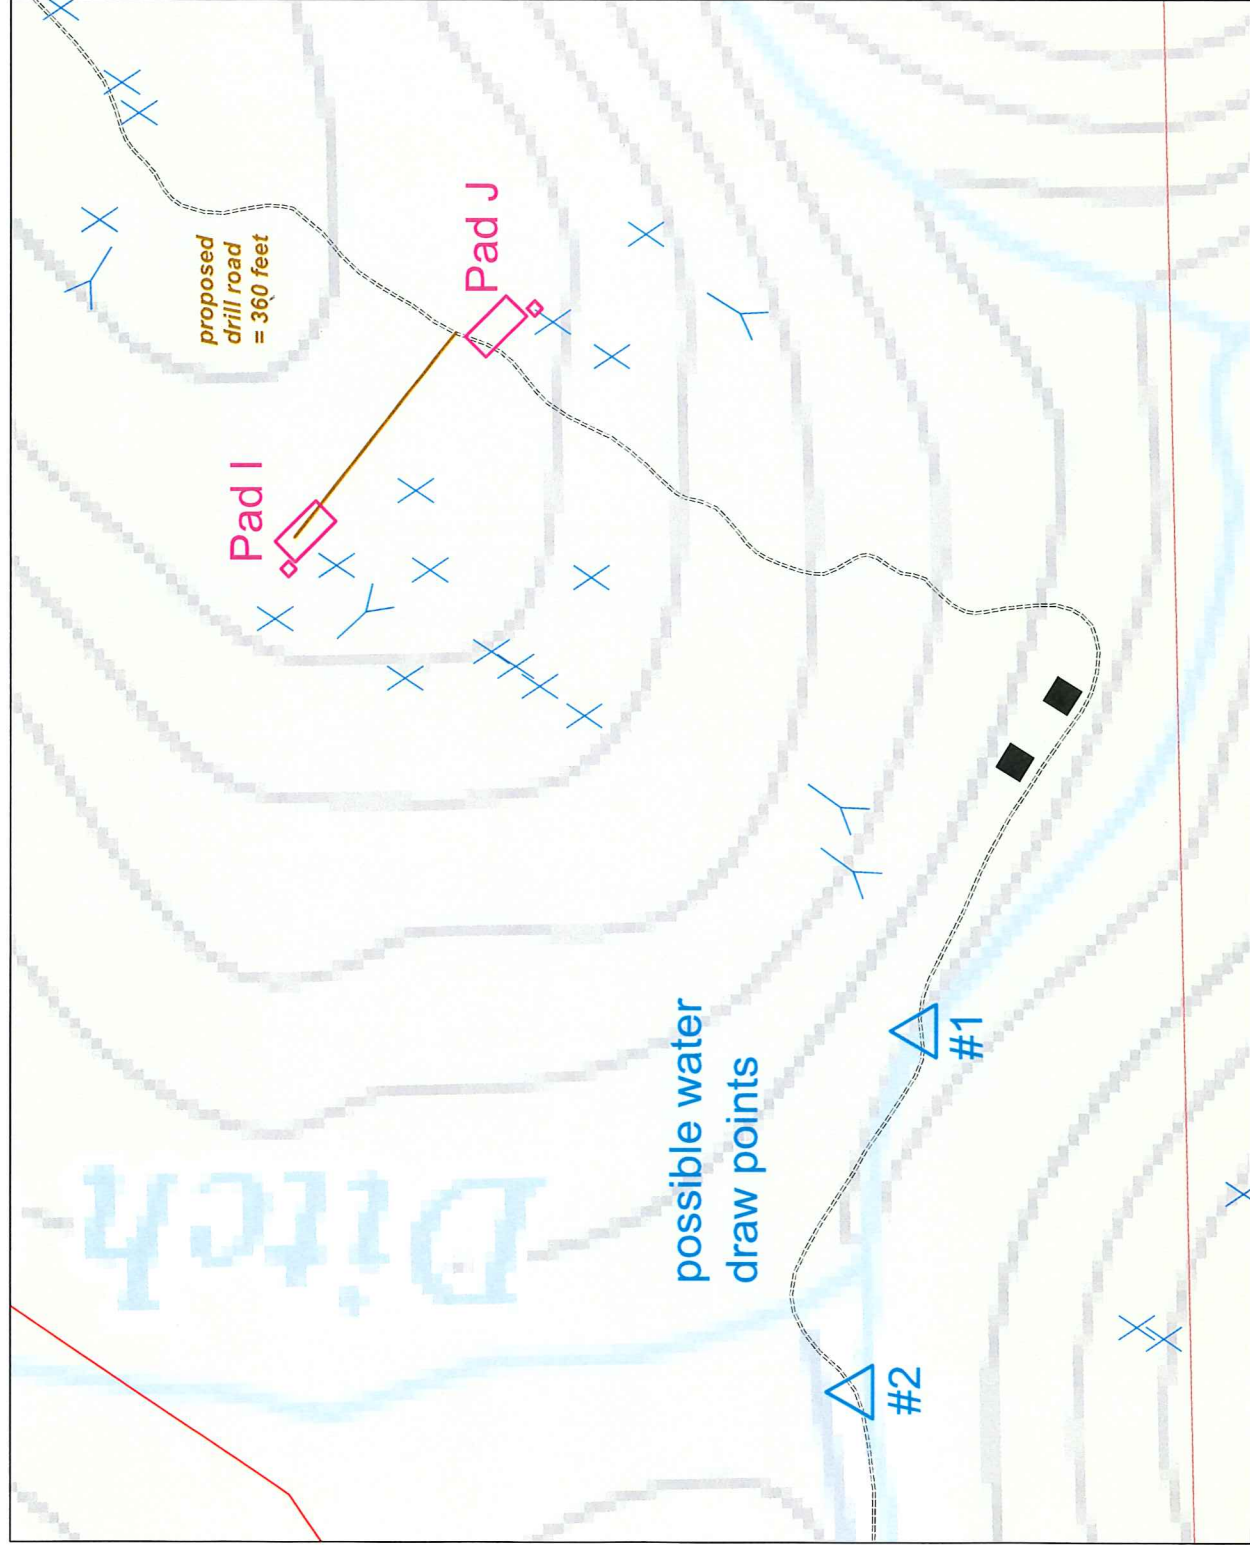 proposed
drill road
= 360 feet
Pad J
Pad I
possible water
draw points
#1
#2
Ditch